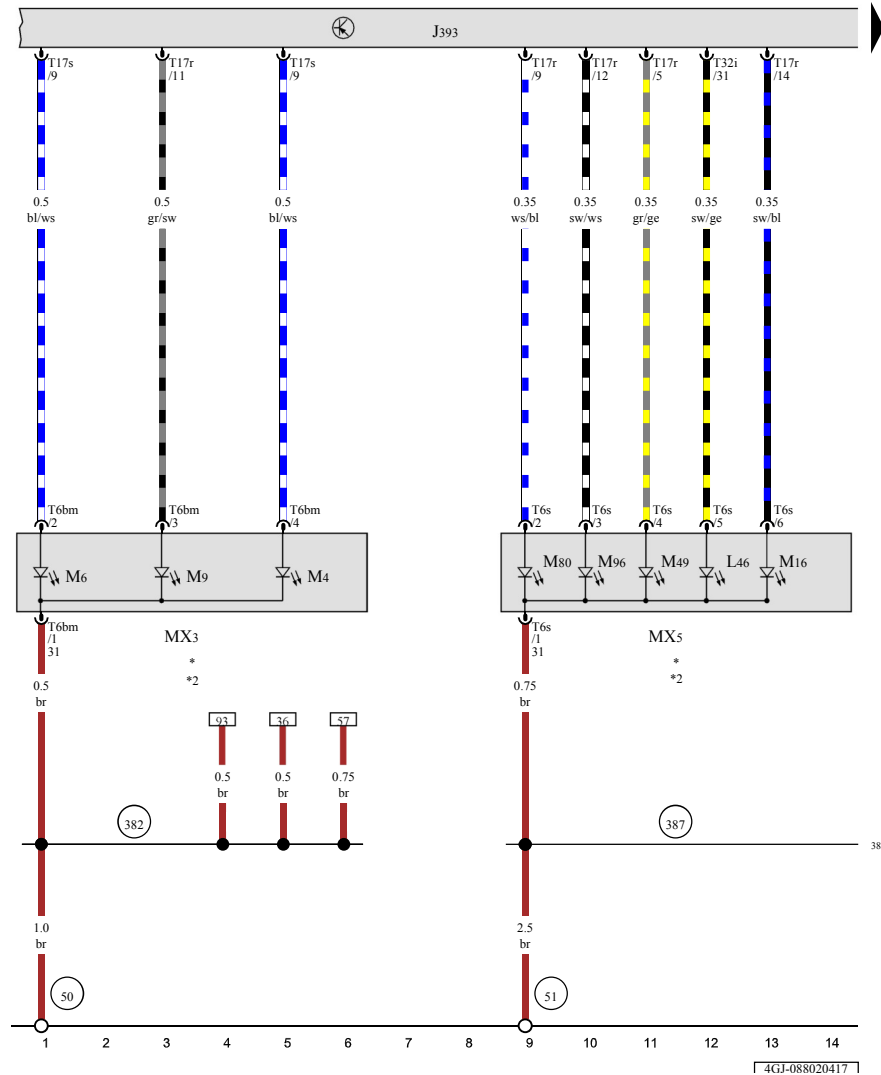 J393
T17s T17r T17s T17r T17r T17r T32i T17r
/9 /11 /9 /9 /12 /5 /31 /14
0.5 0.5 0.5 0.35 0.35 0.35 0.35 0.35
bl/ws gr/sw bl/ws ws/bl sw/ws gr/ge sw/ge sw/bl
T6bm T6bm T6bm T6s T6s T6s T6s T6s
/2 /3 /4 /2 /3 /4 /5 /6
M6 M9 M4 M80 M96 M49 L46 M16
T6bm T6s
/1 /1
31 31
MX3 MX5
* *
*2 *2
0.5 0.75
br br
93 36 57
0.5 0.5 0.75
br br br
382 387
38
1.0 2.5
br br
50 51
1 2 3 4 5 6 7 8 9 10 11 12 13 14
4GJ-088020417